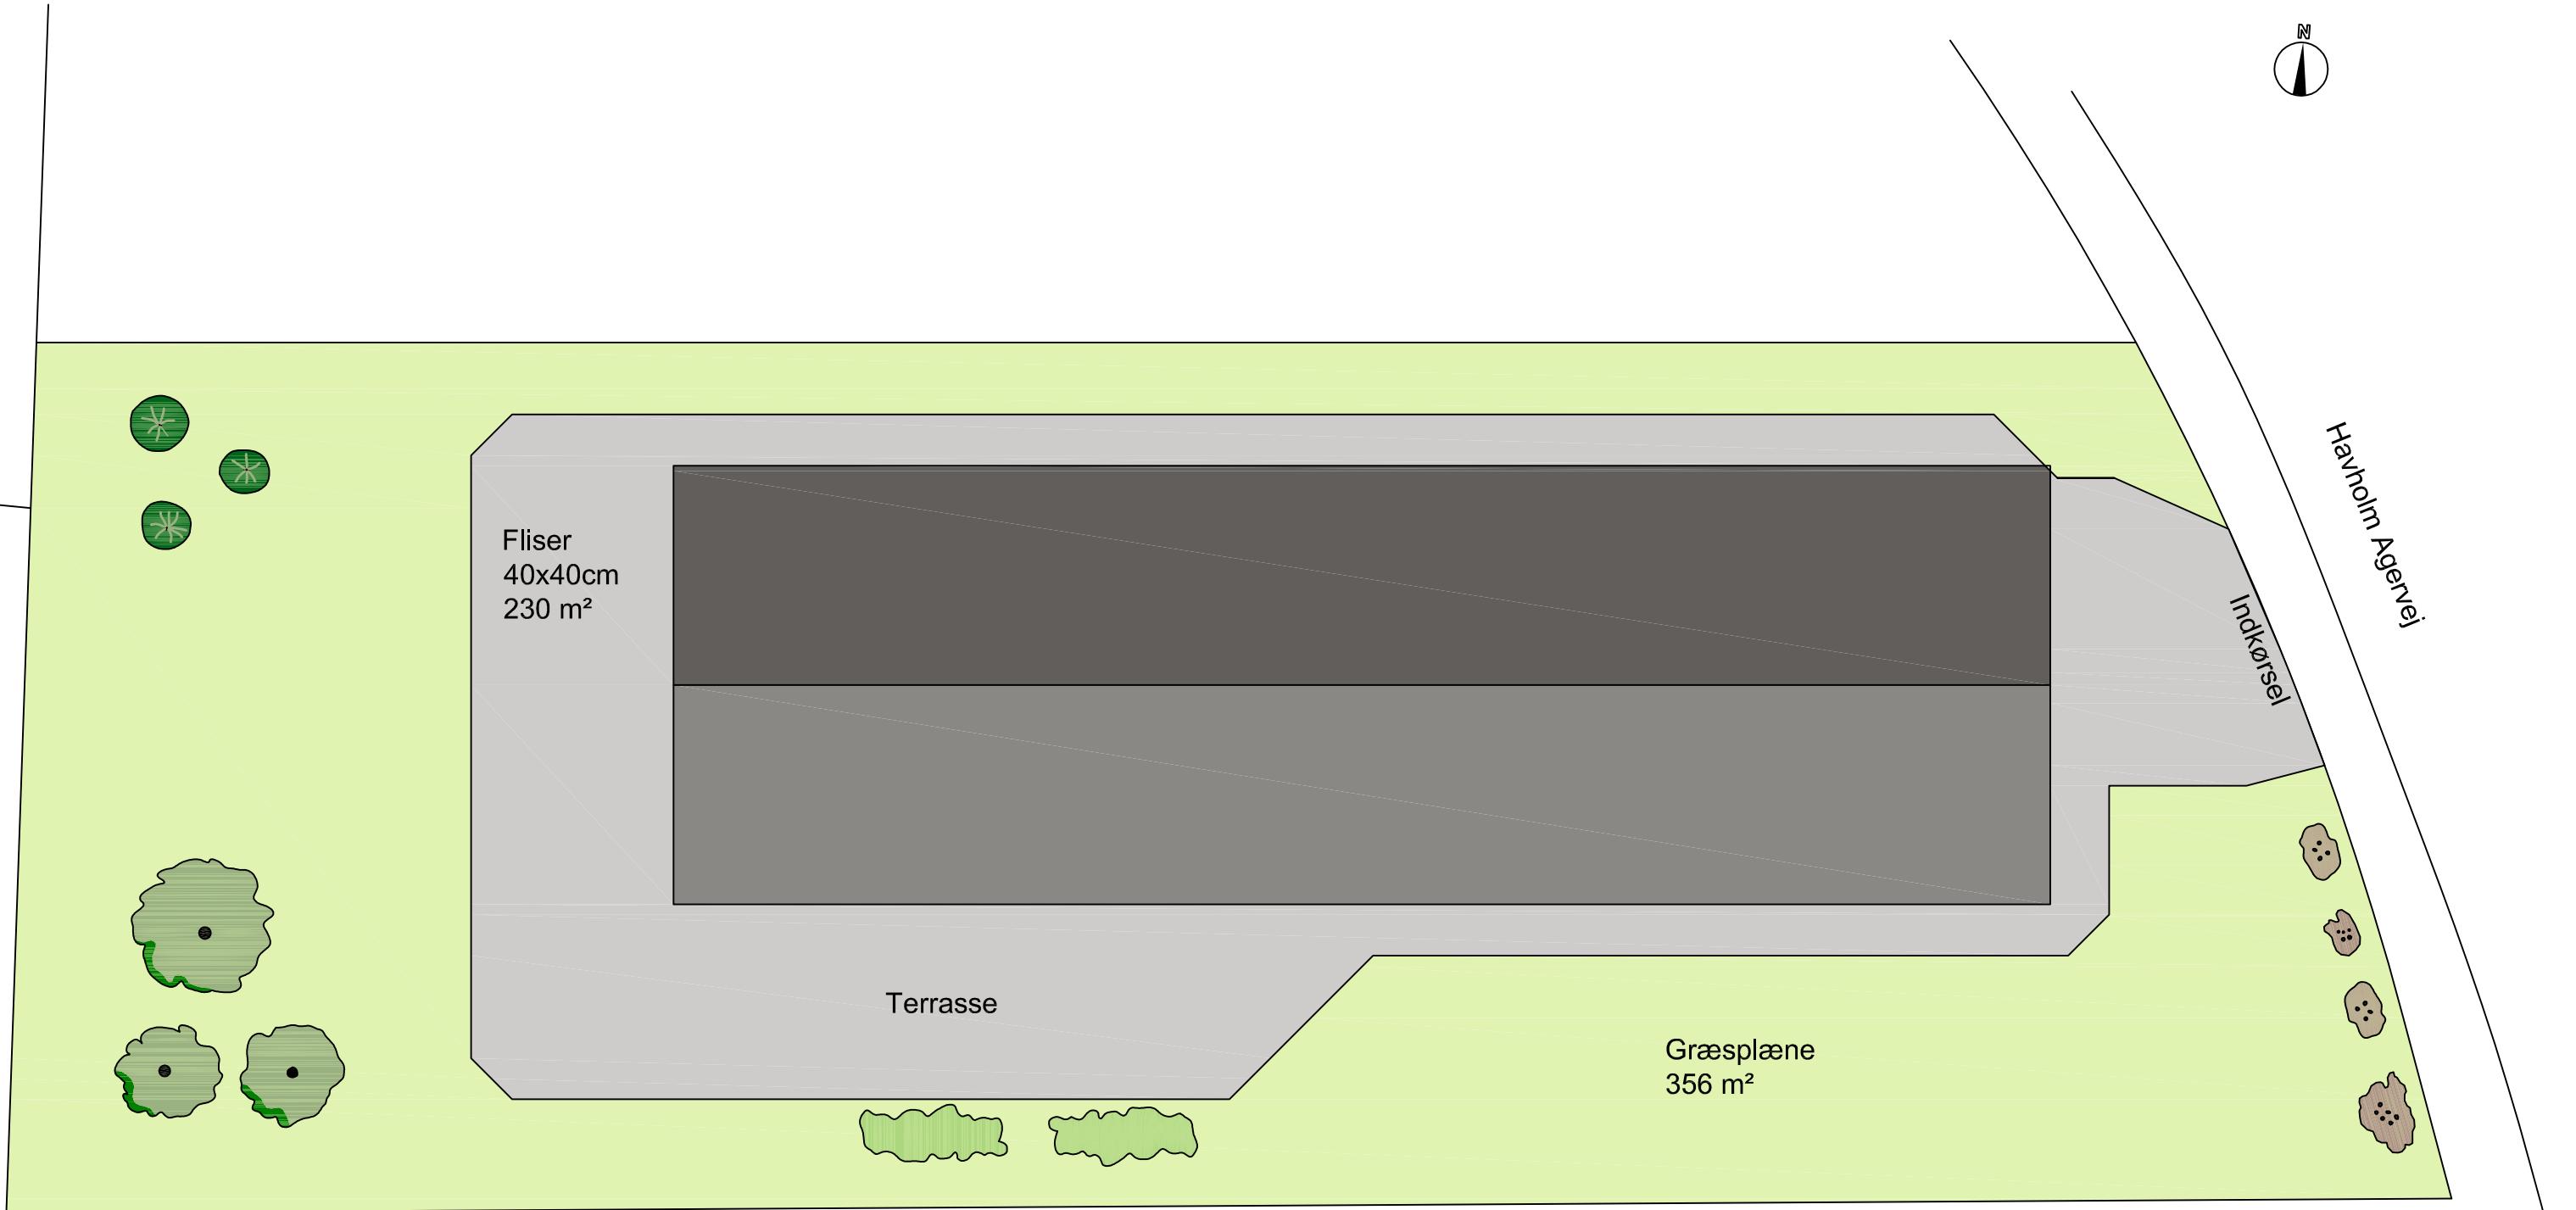 N
Havholm Agervej
Fliser
40x40cm
230 m²
Indkørsel
Terrasse
Græsplæne
356 m²